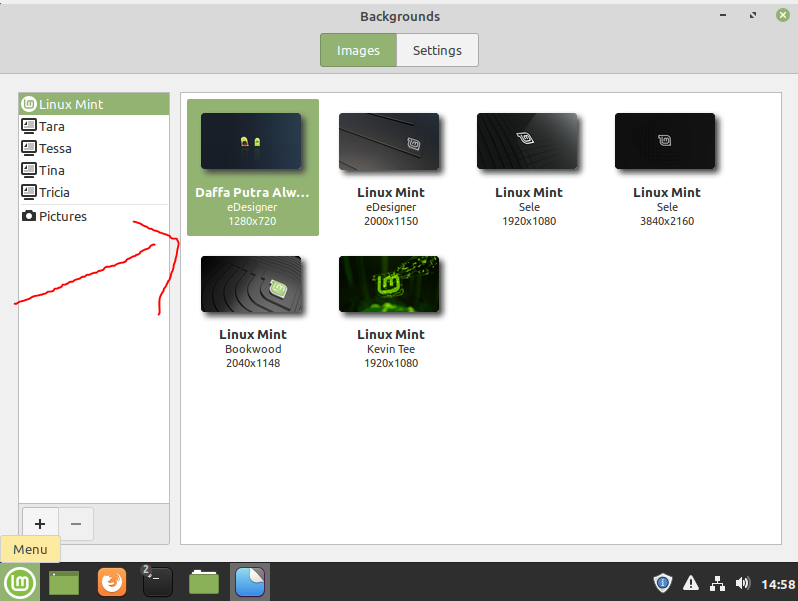 Backgrounds
Images
Settings
Linux Mint
Tara
Tessa
Tina
Tricia
Pictures
Daffa Putra Alw...
eDesigner
1280x720
Linux Mint
eDesigner
2000x1150
Linux Mint
Sele
1920x1080
Linux Mint
Sele
3840x2160
Linux Mint
Bookwood
2040x1148
Linux Mint
Kevin Tee
1920x1080
Menu
2
14:58